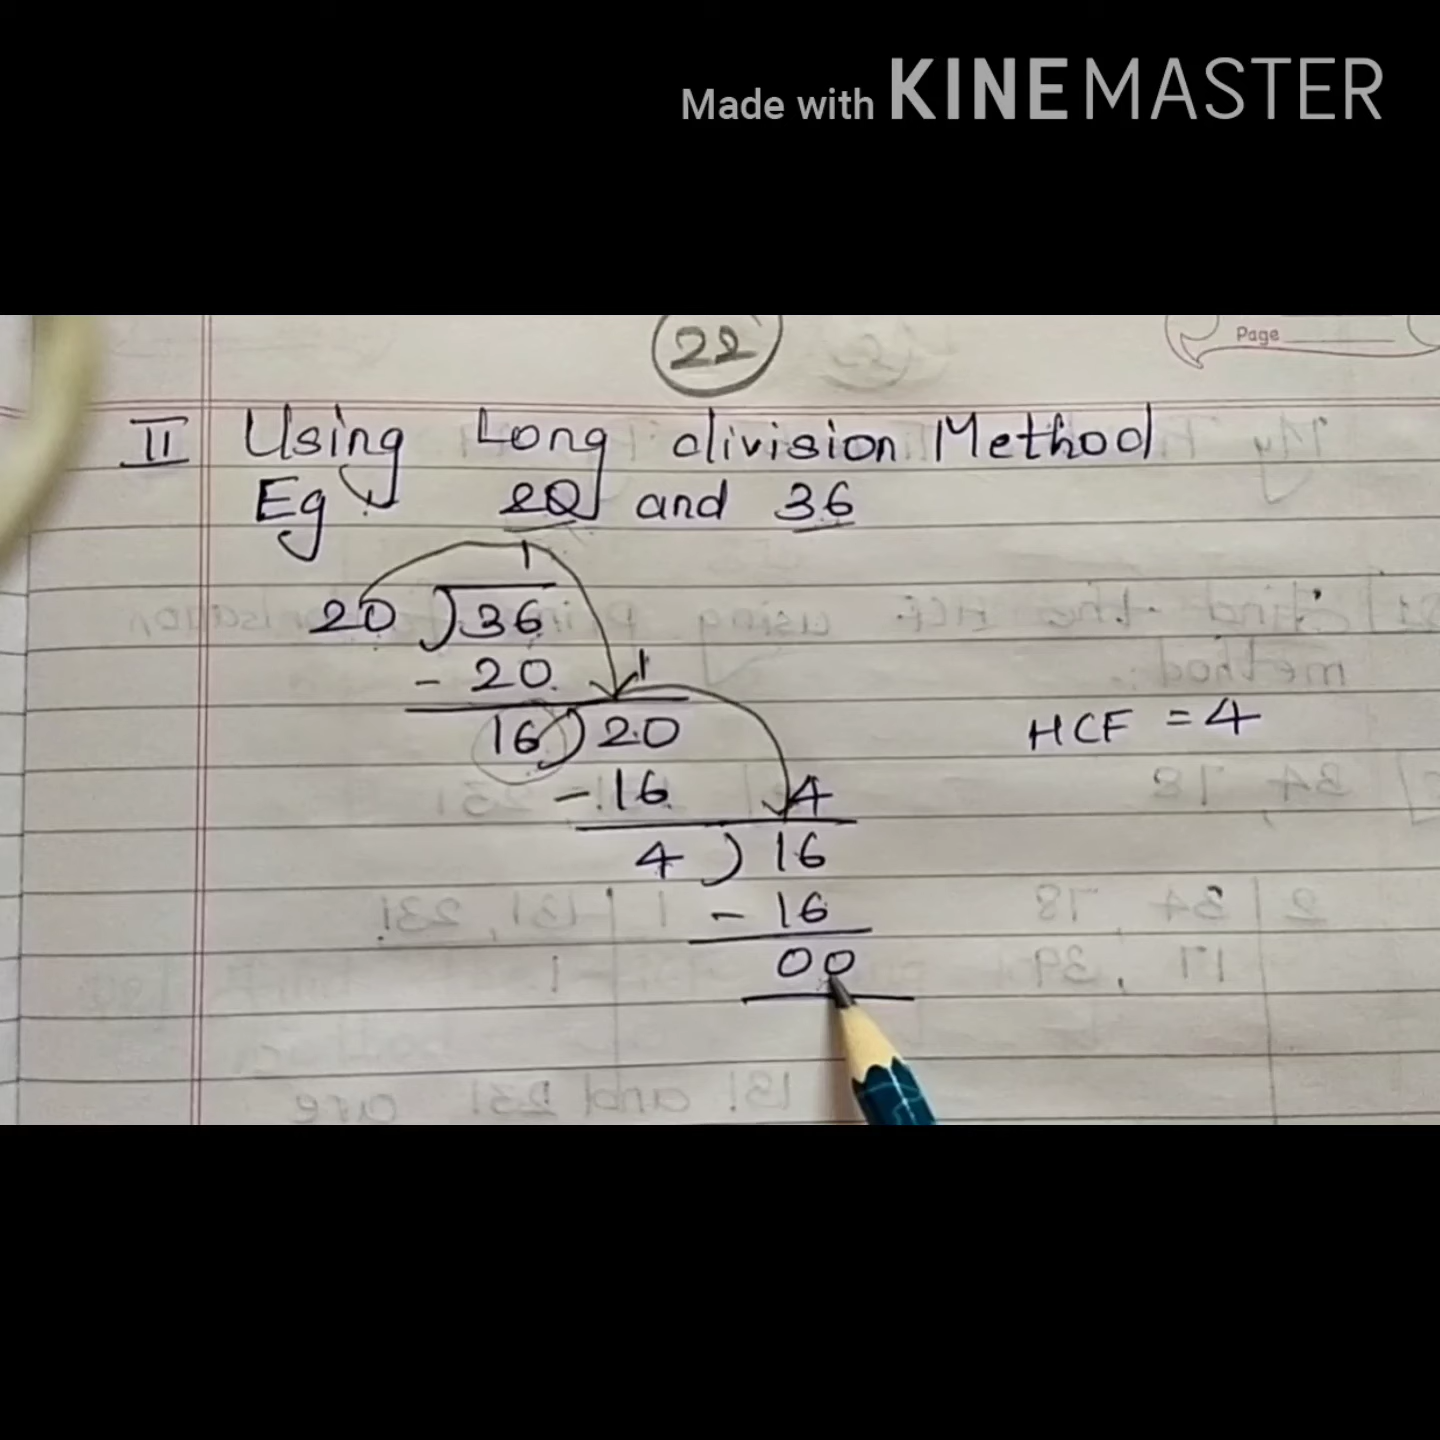 Made with KINEMASTER
22
Page
II Using Long division Method
Eg 20 and 36
1
20 ) 36
- 20 1
16 ) 20
HCF = 4
- 16 4
4 ) 16
- 16
00